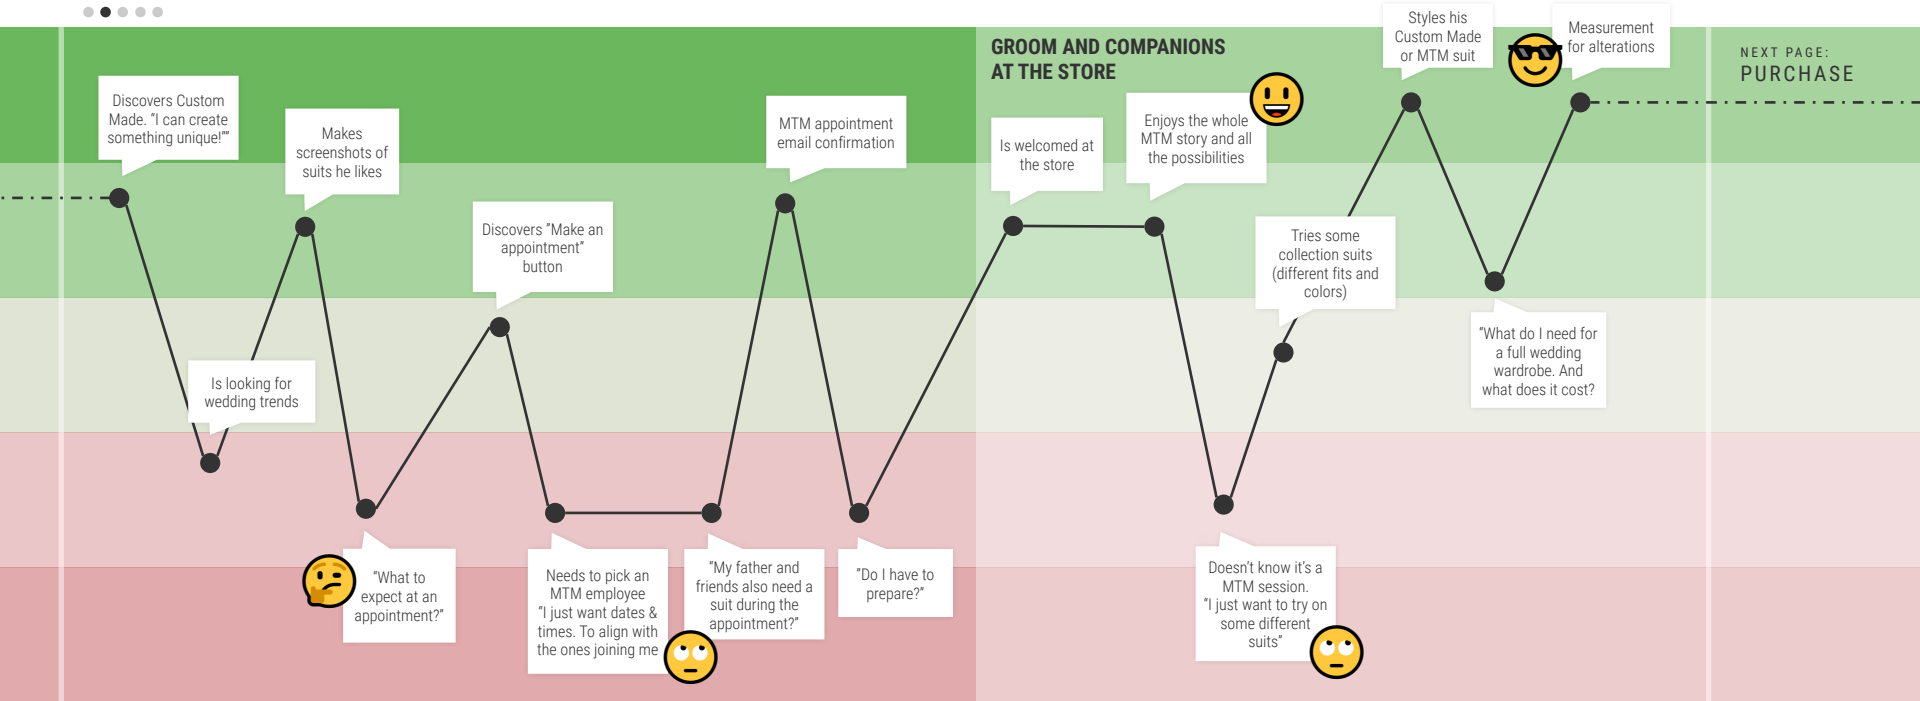 Discovers Custom
Made. "I can create
something unique!""
Makes
screenshots of
suits he likes
Is looking for
wedding trends
"What to
expect at an
appointment?"
Discovers "Make an
appointment"
button
Needs to pick an
MTM employee
"I just want dates &
times. To align with
the ones joining me
"My father and
friends also need a
suit during the
appointment?"
MTM appointment
email confirmation
"Do I have to
prepare?"
GROOM AND COMPANIONS
AT THE STORE
Is welcomed at
the store
Enjoys the whole
MTM story and all
the possibilities
Doesn't know it's a
MTM session.
"I just want to try on
some different
suits"
Tries some
collection suits
(different fits and
colors)
Styles his
Custom Made
or MTM suit
"What do I need for
a full wedding
wardrobe. And
what does it cost?
Measurement
for alterations
NEXT PAGE:
PURCHASE